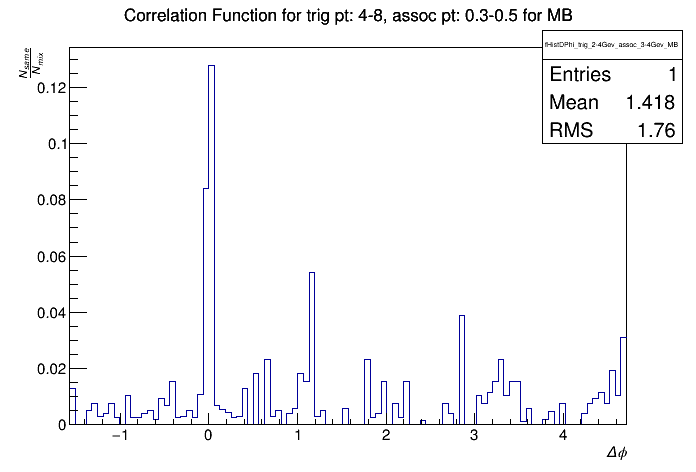 Correlation Function for trig pt: 4-8, assoc pt: 0.3-0.5 for MB
fHistDPhi_trig_2-4Gev_assoc_3-4Gev_MB
Entries 1
Mean 1.418
RMS 1.76
N_same
N_mix
0.12
0.1
0.08
0.06
0.04
0.02
0
−1 0 1 2 3 4
Δϕ